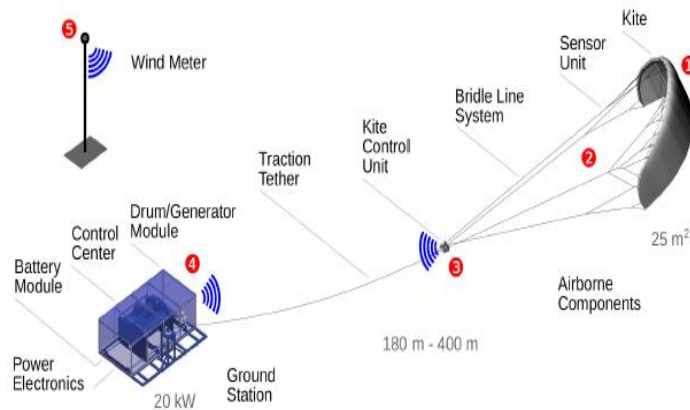 5
Wind Meter
Kite
1
Sensor
Unit
Bridle Line
System
Kite
Control
Unit
2
Traction
Tether
Drum/Generator
Module
Control
Center
4
Battery
Module
3
25 m²
Airborne
Components
180 m - 400 m
Power
Electronics
20 kW
Ground
Station